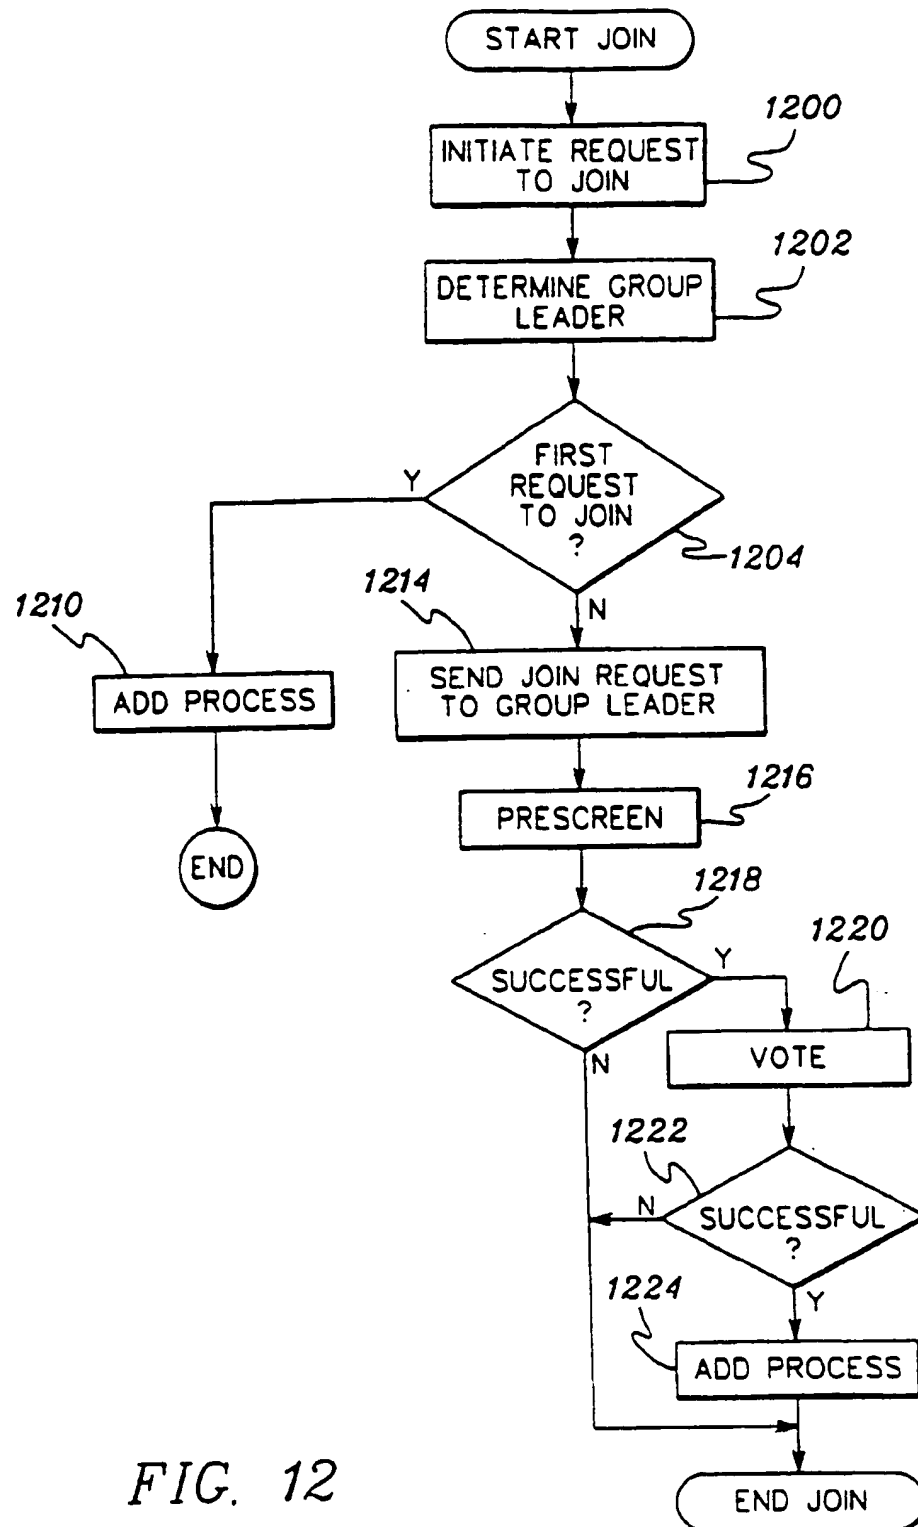 START JOIN
1200
INITIATE REQUEST
TO JOIN
1202
DETERMINE GROUP
LEADER
FIRST
REQUEST
TO JOIN
?
Y
1204
N
1214
1210
SEND JOIN REQUEST
TO GROUP LEADER
ADD PROCESS
1216
PRESCREEN
END
1218
SUCCESSFUL
?
Y
N
1220
VOTE
1222
N
SUCCESSFUL
?
Y
1224
ADD PROCESS
END JOIN
FIG. 12